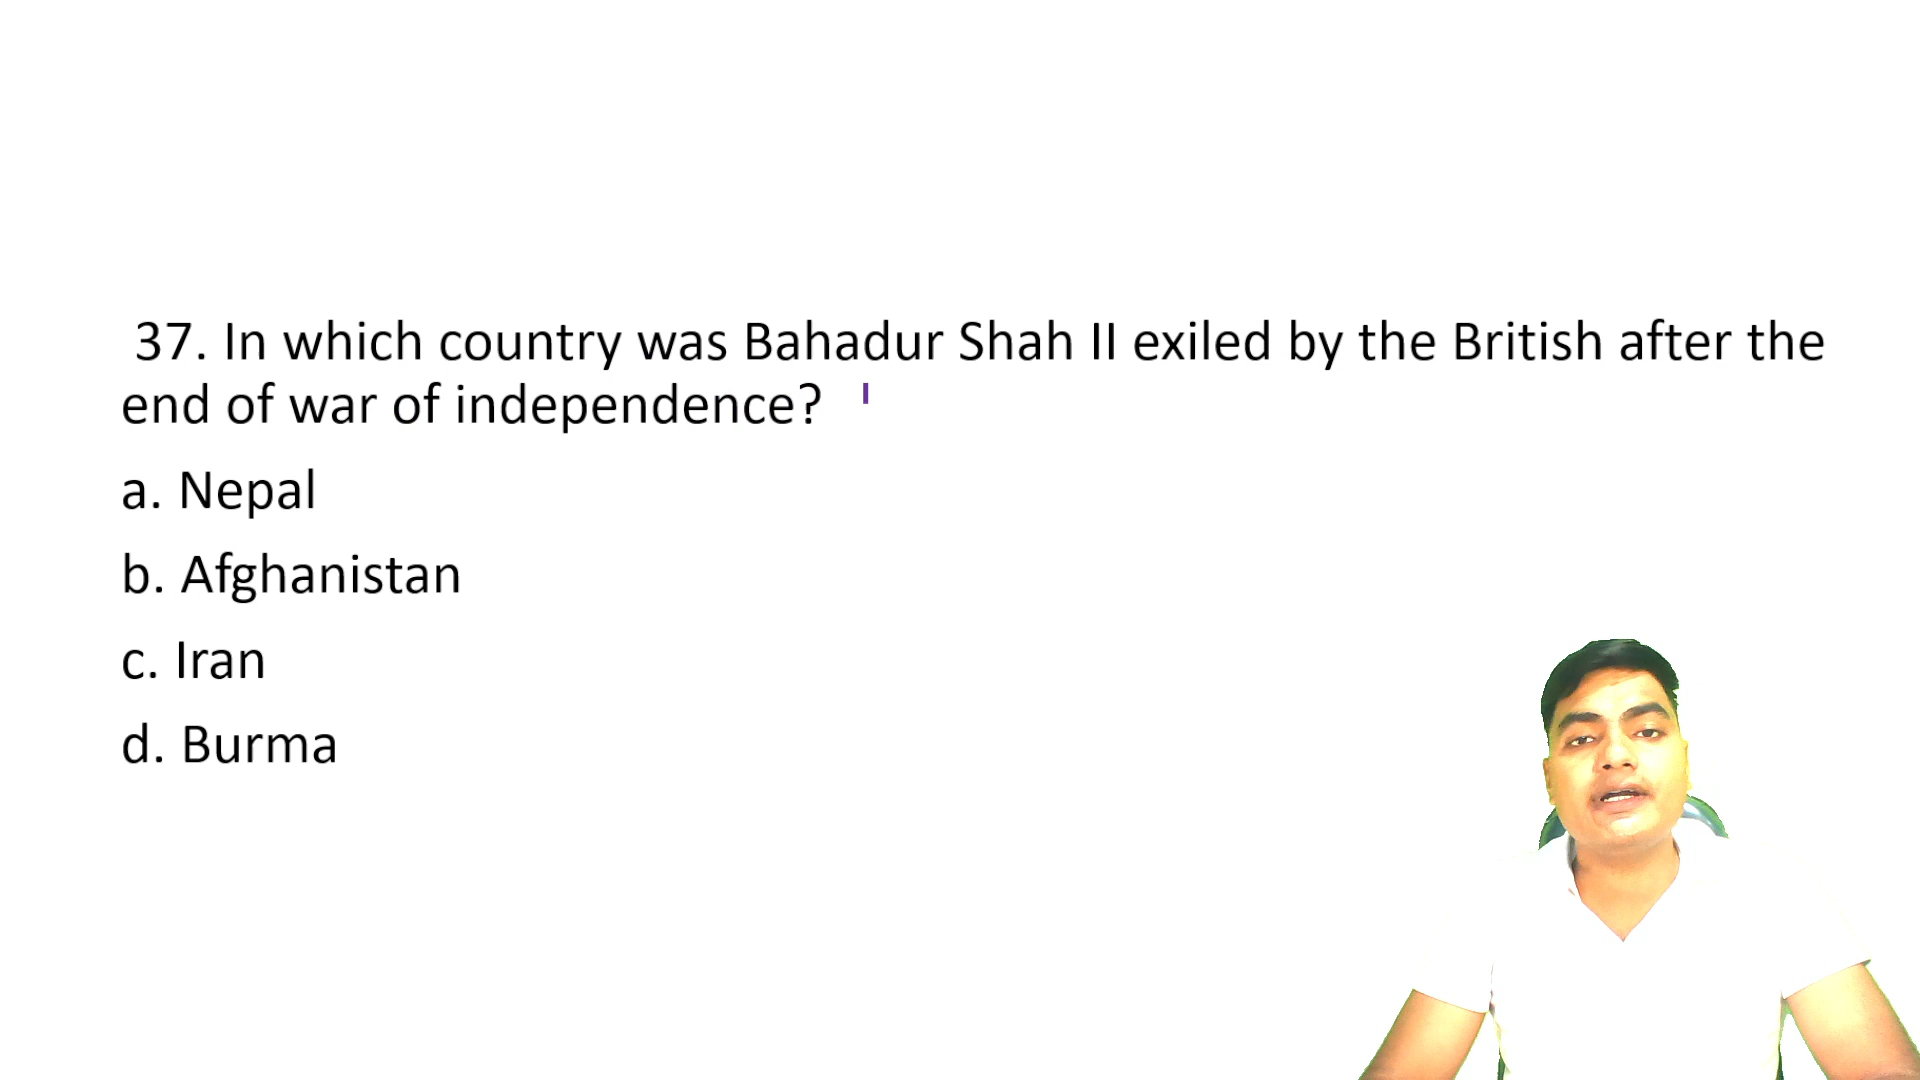 37. In which country was Bahadur Shah II exiled by the British after the
end of war of independence?
a. Nepal
b. Afghanistan
c. Iran
d. Burma